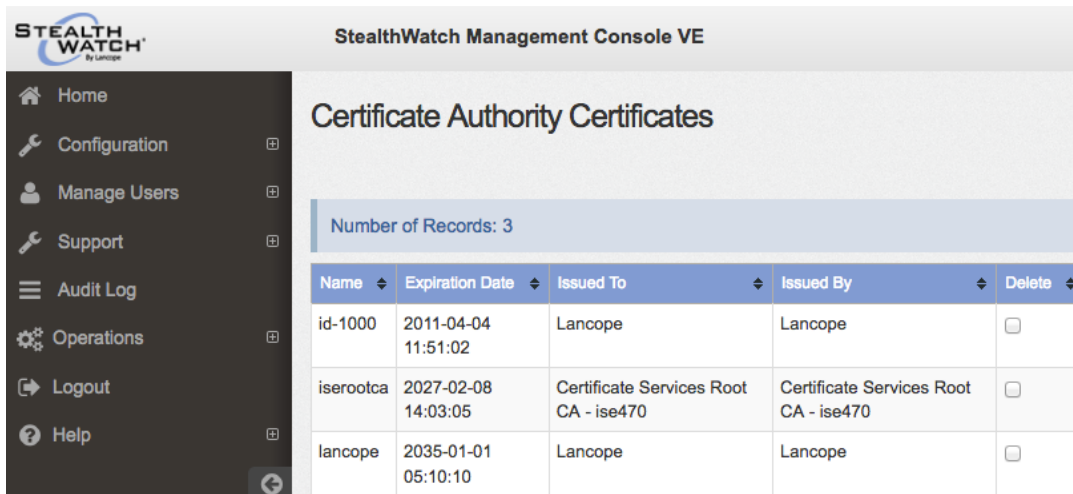 STEALTH
WATCH
By Lancope
StealthWatch Management Console VE
Home
Configuration
Manage Users
Support
Audit Log
Operations
Logout
Help
Certificate Authority Certificates
Number of Records: 3
Name Expiration Date Issued To Issued By Delete
id-1000 2011-04-04 Lancope Lancope
11:51:02
iserootca 2027-02-08 Certificate Services Root Certificate Services Root
14:03:05 CA - ise470 CA - ise470
lancope 2035-01-01 Lancope Lancope
05:10:10